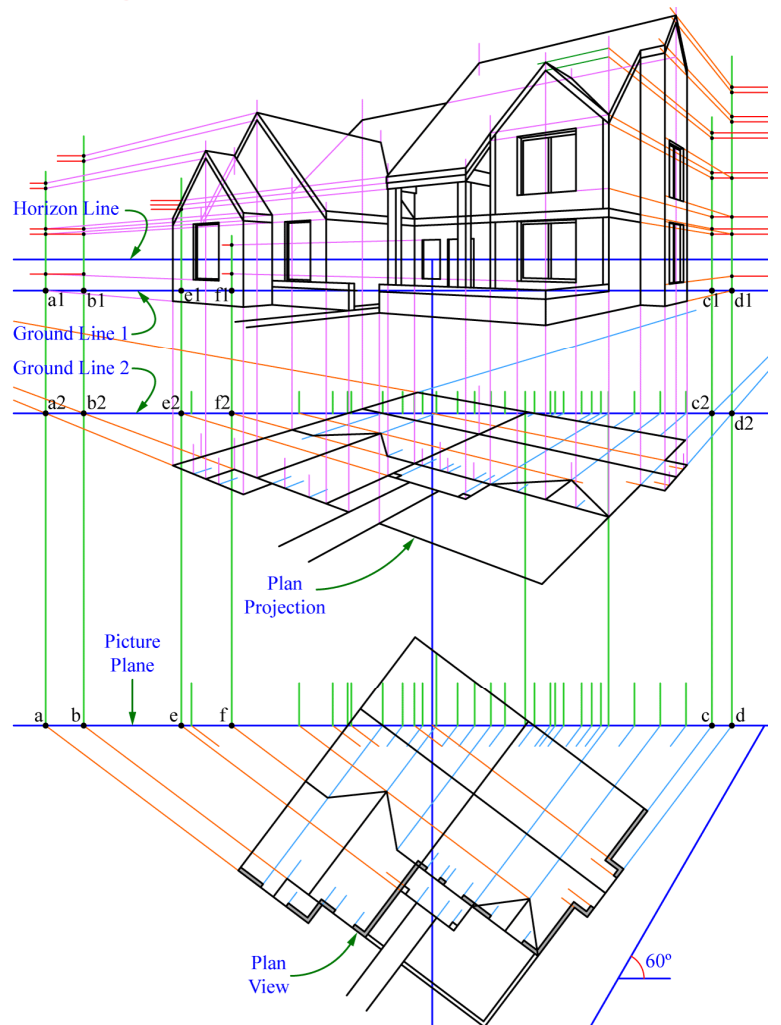 Horizon Line
a1
b1
e1
f1
c1
d1
Ground Line 1
Ground Line 2
a2
b2
e2
f2
c2
d2
Plan
Projection
Picture
Plane
a
b
e
f
c
d
Plan
View
60º